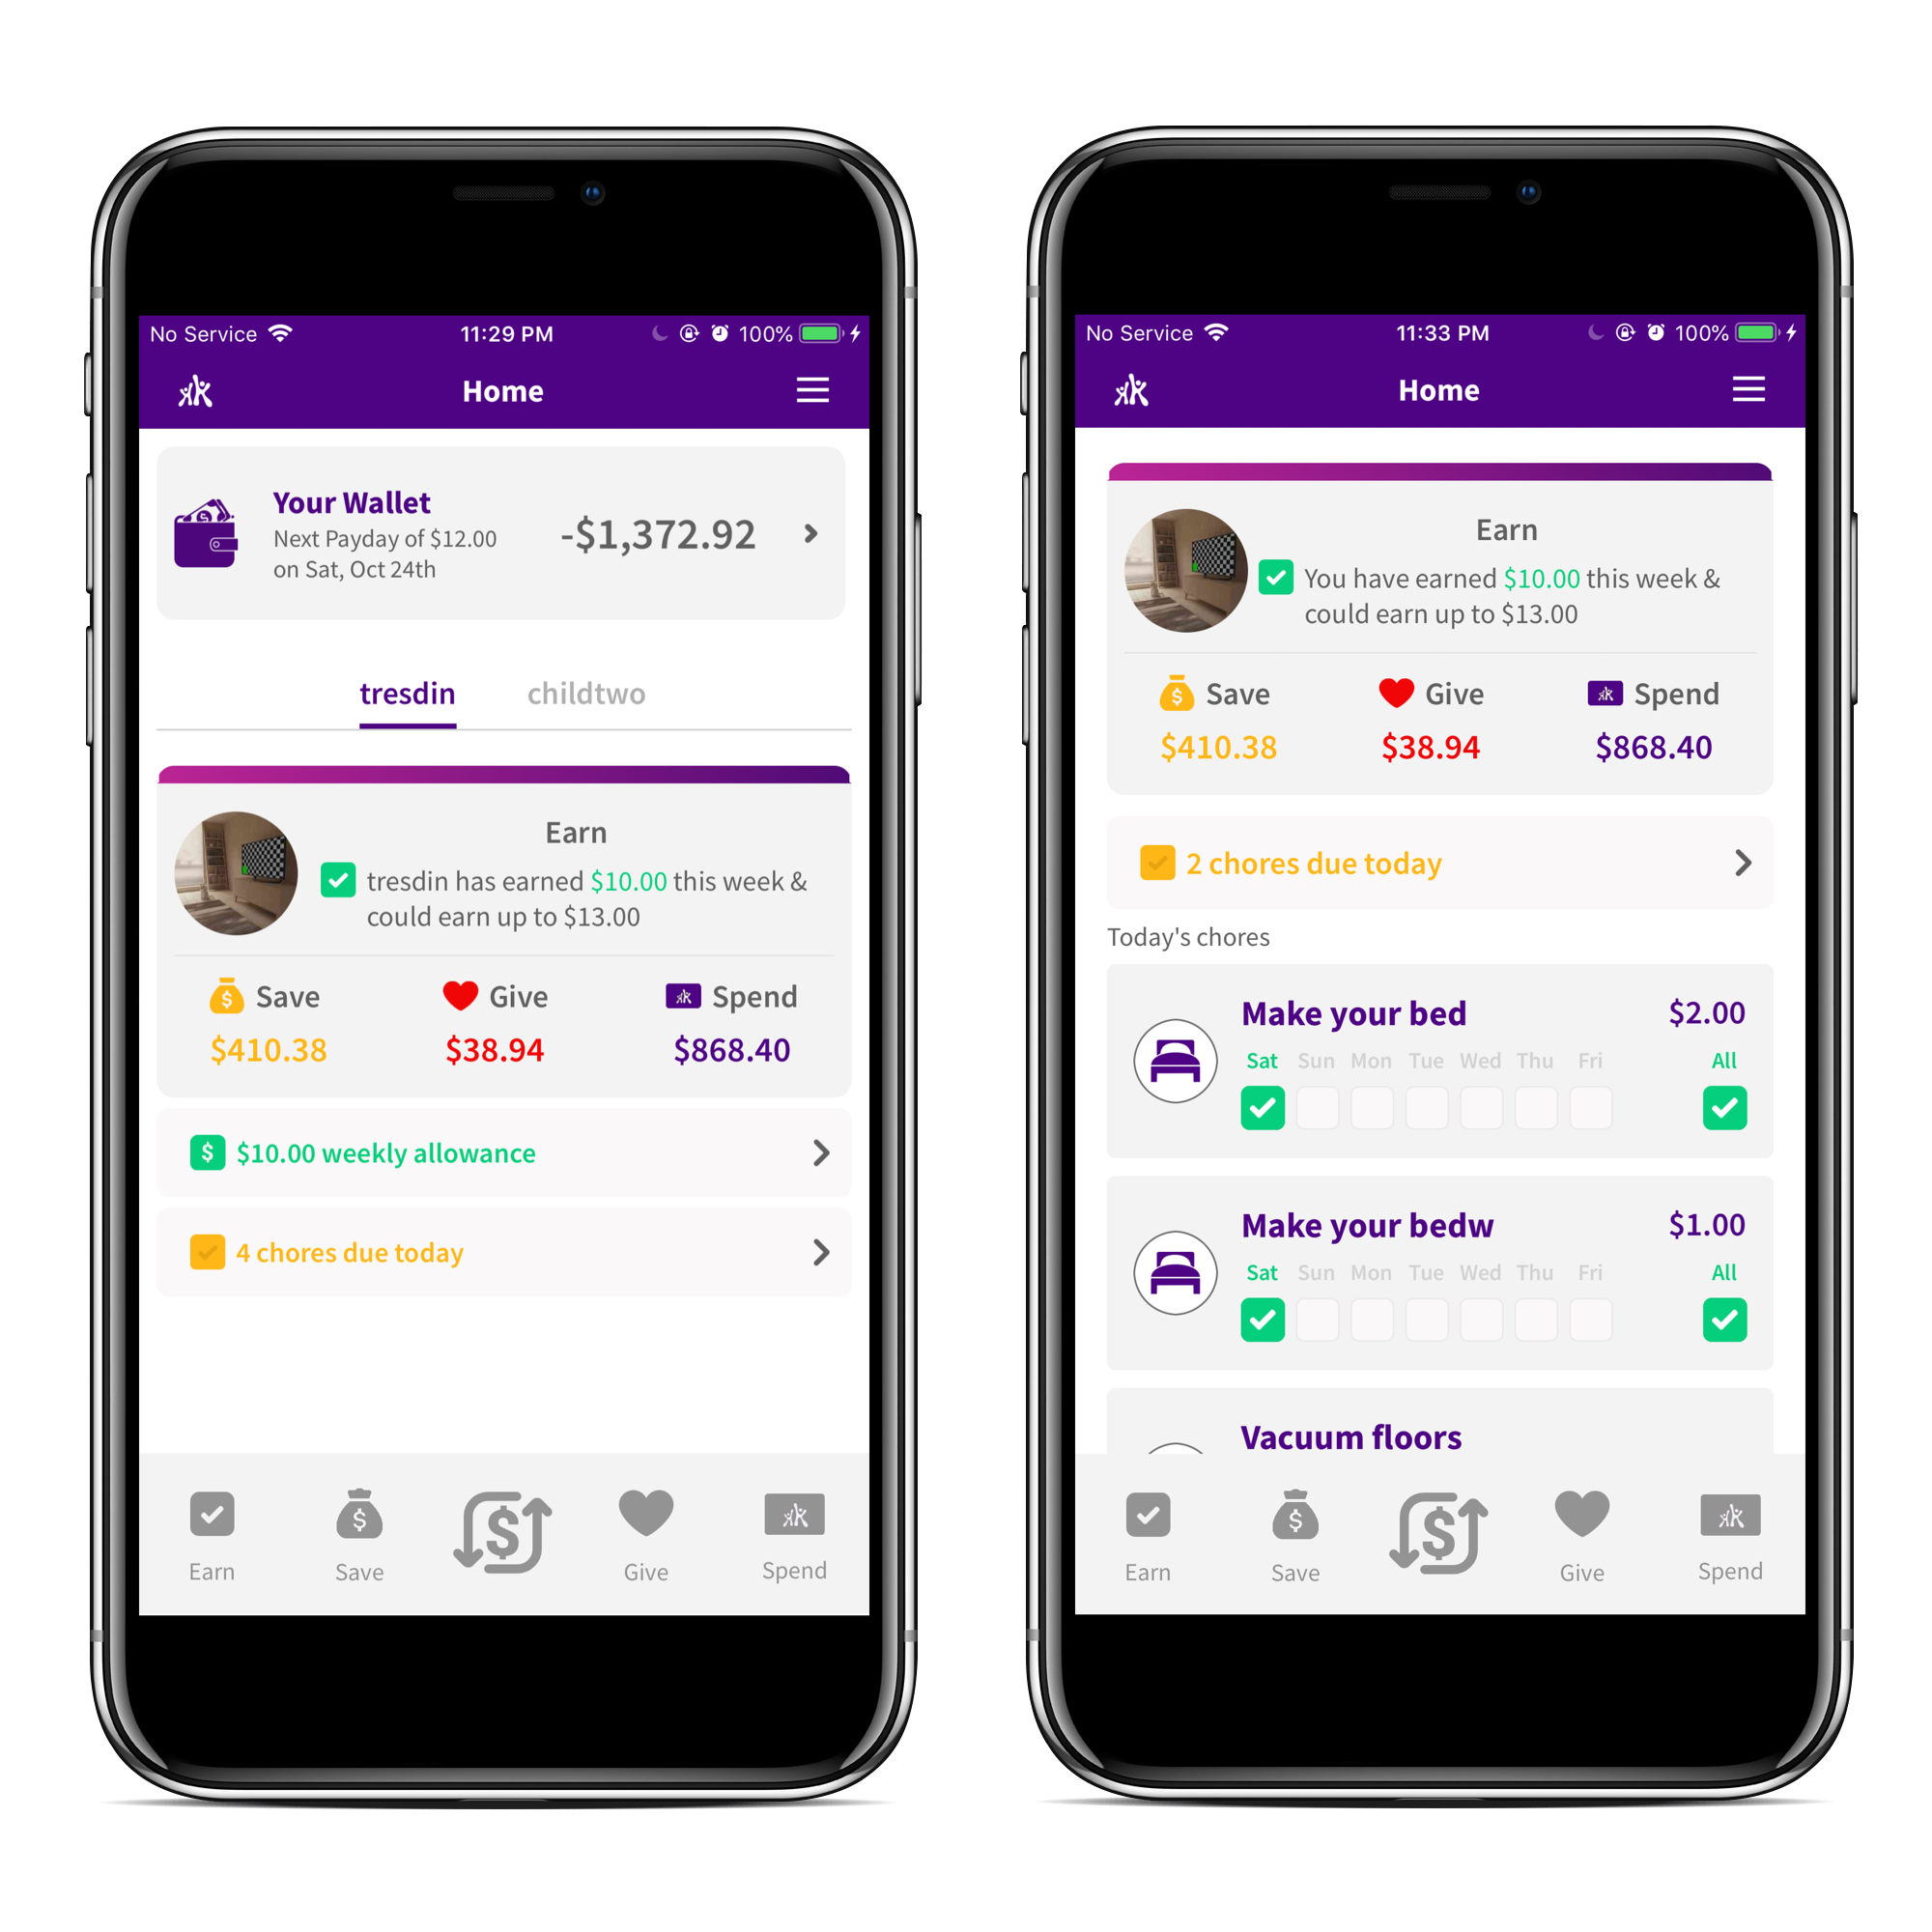 No Service 11:29 PM 100%
Home
Your Wallet
Next Payday of $12.00
on Sat, Oct 24th
-$1,372.92
tresdin childtwo
Earn
tresdin has earned $10.00 this week &
could earn up to $13.00
Save Give Spend
$410.38 $38.94 $868.40
$10.00 weekly allowance
4 chores due today
Earn Save Give Spend
No Service 11:33 PM 100%
Home
Earn
You have earned $10.00 this week &
could earn up to $13.00
Save Give Spend
$410.38 $38.94 $868.40
2 chores due today
Today's chores
Make your bed $2.00
Sat Sun Mon Tue Wed Thu Fri All
Make your bedw $1.00
Sat Sun Mon Tue Wed Thu Fri All
Vacuum floors
Earn Save Give Spend